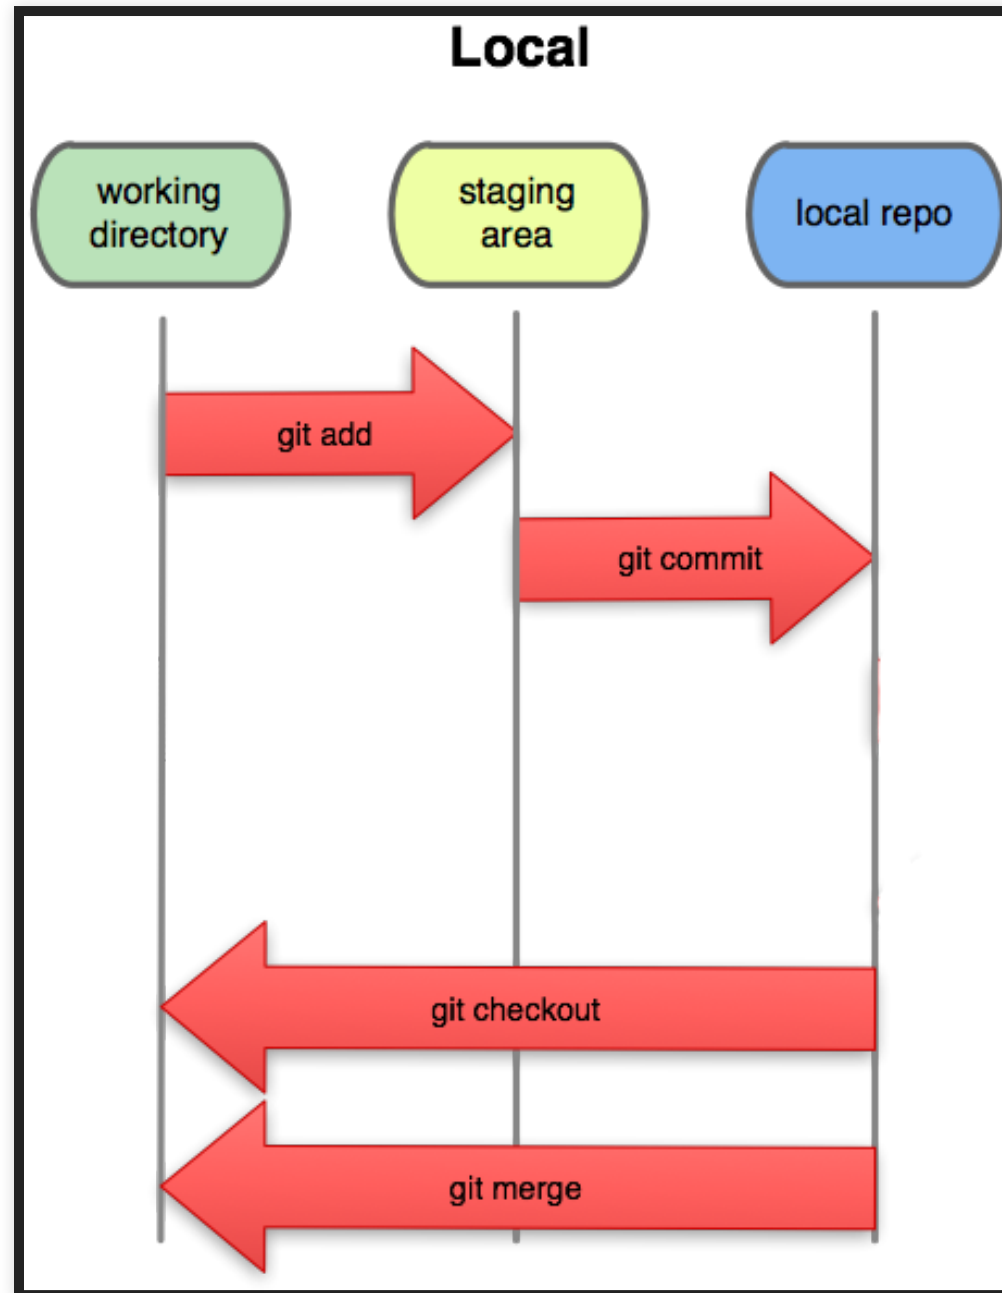 Local
working
directory
staging
area
local repo
git add
git commit
git checkout
git merge